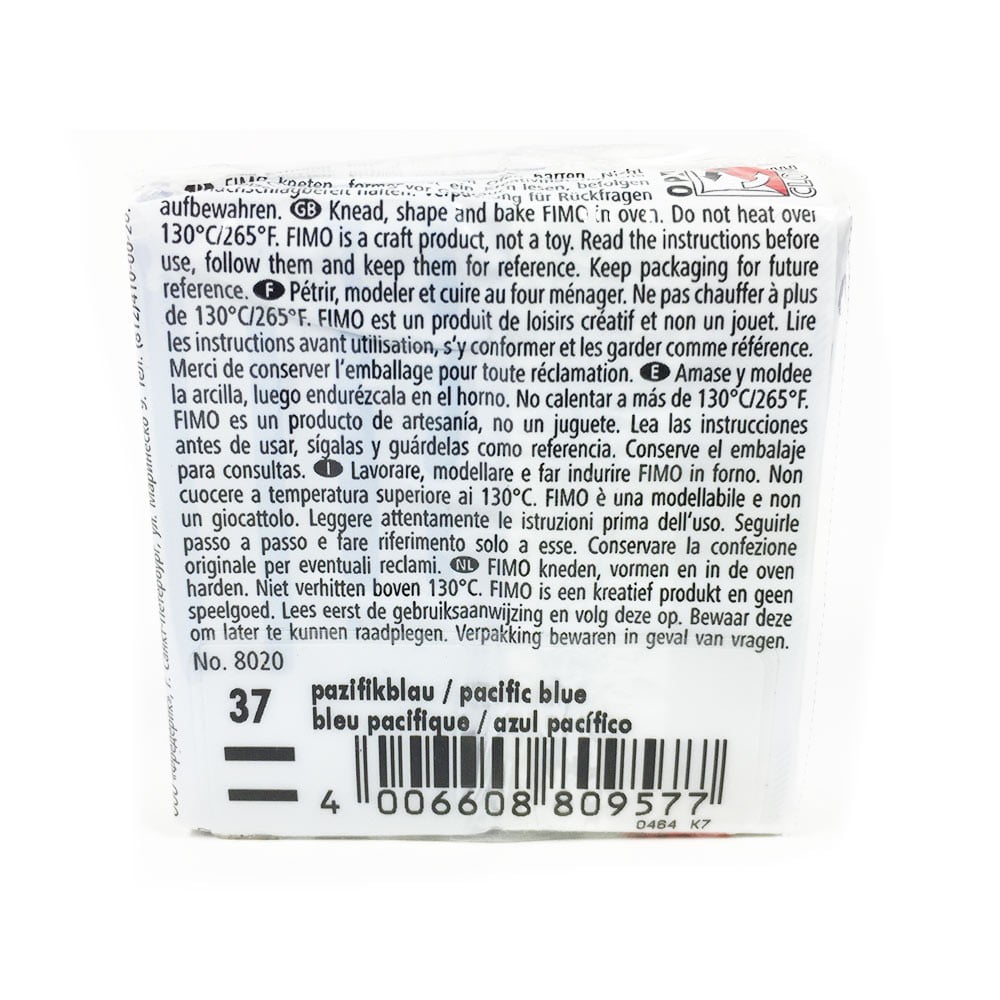 FIMO kneten,
lesen, befolgen
für Rückfragen
aufbewahren. GB Knead, shape and bake FIMO in oven. Do not heat over
130°C/265°F. FIMO is a craft product, not a toy. Read the instructions before
use, follow them and keep them for reference. Keep packaging for future
reference. F Pétrir, modeler et cuire au four ménager. Ne pas chauffer à plus
de 130°C/265°F. FIMO est un produit de loisirs créatif et non un jouet. Lire
les instructions avant utilisation, s'y conformer et les garder comme référence.
Merci de conserver l'emballage pour toute réclamation. E Amase y moldee
la arcilla, luego endurézcala en el horno. No calentar a más de 130°C/265°F.
FIMO es un producto de artesanía, no un juguete. Lea las instrucciones
antes de usar, sígalas y guárdelas como referencia. Conserve el embalaje
para consultas. I Lavorare, modellare e far indurire FIMO in forno. Non
cuocere a temperatura superiore ai 130°C. FIMO è una modellabile e non
un giocattolo. Leggere attentamente le istruzioni prima dell'uso. Seguirle
passo a passo e fare riferimento solo a esse. Conservare la confezione
originale per eventuali reclami. NL FIMO kneden, vormen en in de oven
harden. Niet verhitten boven 130°C. FIMO is een kreatief produkt en geen
speelgoed. Lees eerst de gebruiksaanwijzing en volg deze op. Bewaar deze
om later te kunnen raadplegen. Verpakking bewaren in geval van vragen.
No. 8020
37 pazifikblau / pacific blue
bleu pacifique / azul pacífico
4 006608 809577
0464 K7